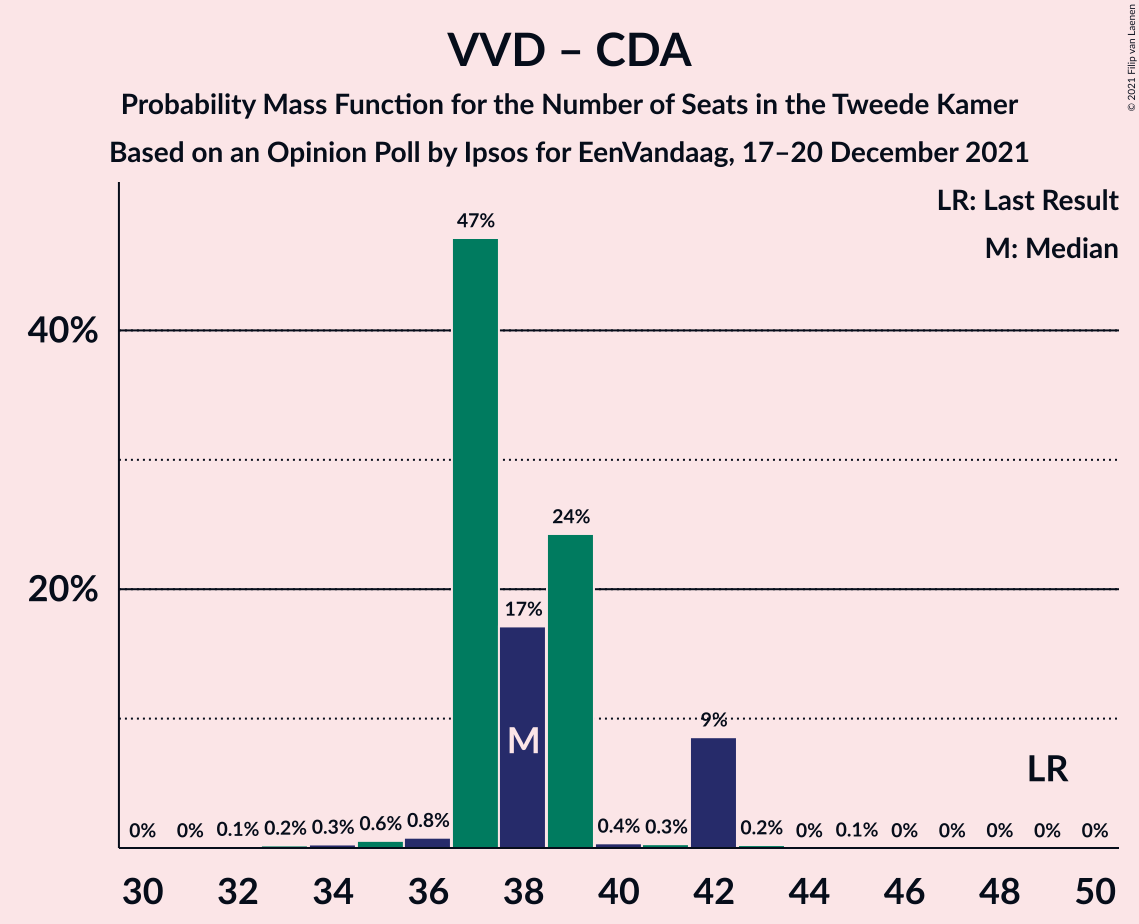 VVD – CDA
Probability Mass Function for the Number of Seats in the Tweede Kamer
Based on an Opinion Poll by Ipsos for EenVandaag, 17–20 December 2021
© 2021 Filip van Laenen
LR: Last Result
M: Median
47%
40%
24%
20%
17%
9%
M
LR
0% 0% 0.1% 0.2% 0.3% 0.6% 0.8% 0.4% 0.3% 0.2% 0% 0.1% 0% 0% 0% 0% 0%
30 32 34 36 38 40 42 44 46 48 50